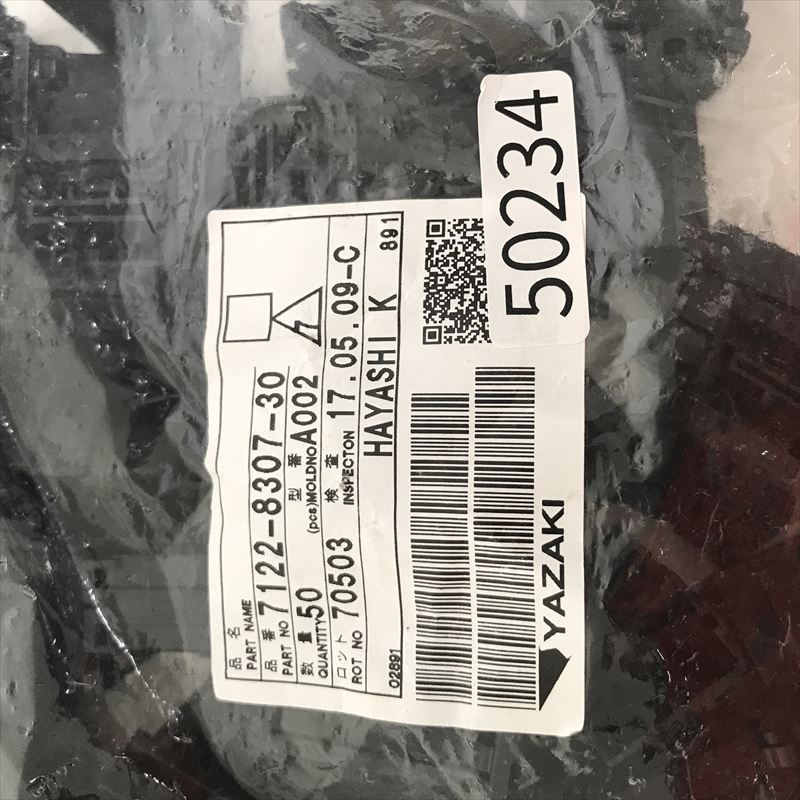 品名
PART NAME
品番
PART NO 7122-8307-30
数量
QUANTITY 50 (pcs)
型番
MOLDNO A002
7
ロット
ROT NO 70503
検査
INSPECTON 17.05.09-C
HAYASHI K
02891
891
YAZAKI
50234